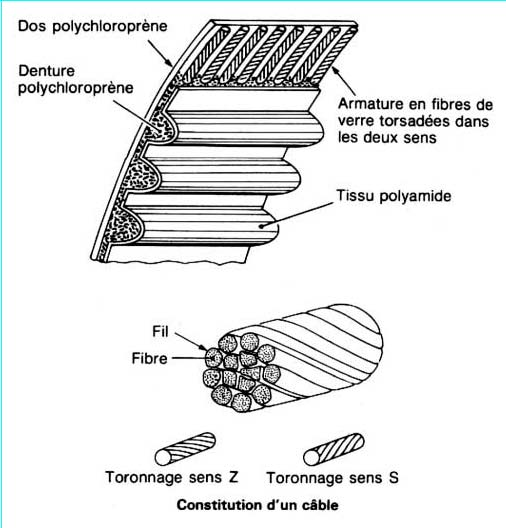 Dos polychloroprène
Denture
polychloroprène
Armature en fibres de
verre torsadées dans
les deux sens
Tissu polyamide
Fil
Fibre
Toronnage sens Z
Toronnage sens S
Constitution d'un câble